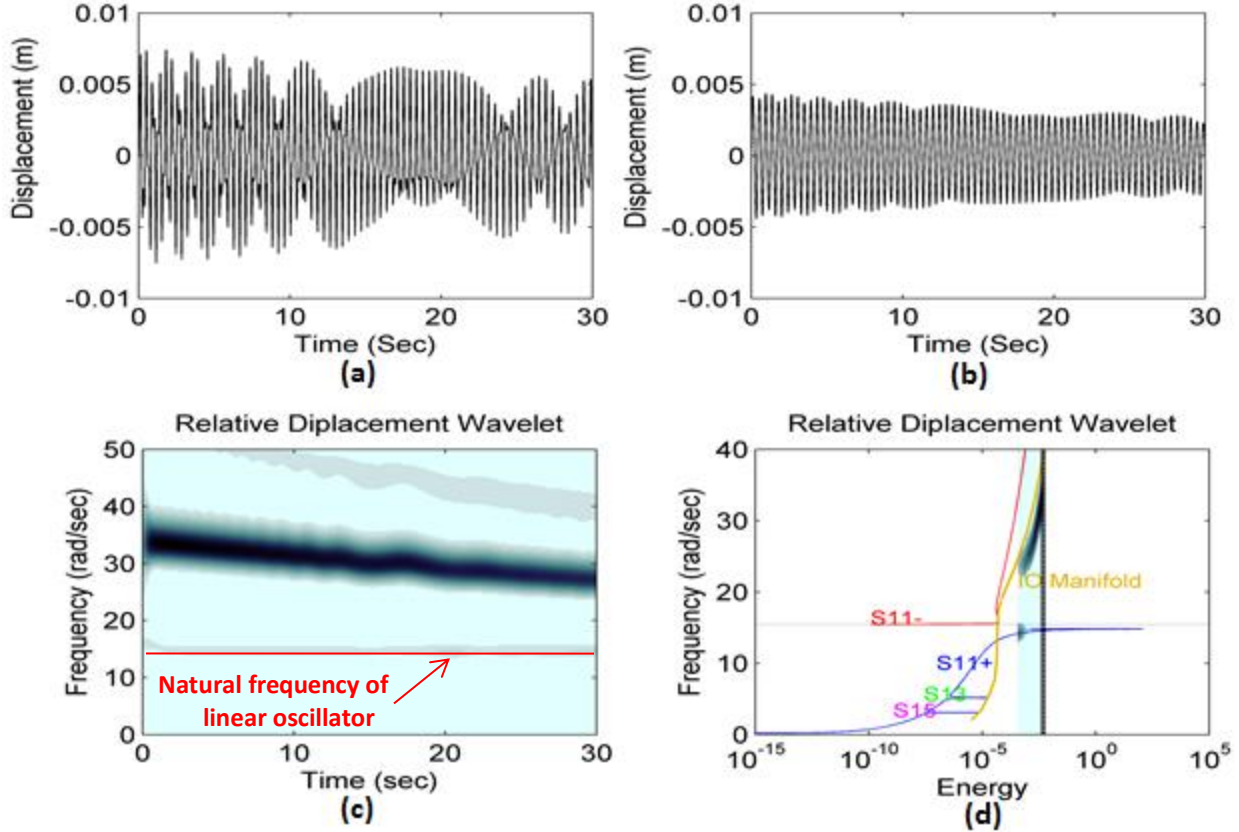 0.01
0.005
0
-0.005
-0.01
Displacement (m)
0 10 20 30
Time (Sec)
(a)
0.01
0.005
0
-0.005
-0.01
Displacement (m)
0 10 20 30
Time (Sec)
(b)
Relative Diplacement Wavelet
50
40
30
20
10
0
Frequency (rad/sec)
Natural frequency of
linear oscillator
0 10 20 30
Time (sec)
(c)
Relative Diplacement Wavelet
40
30
20
10
0
Frequency (rad/sec)
IO Manifold
S11-
S11+
S13
S15
10^-15 10^-10 10^-5 10^0 10^5
Energy
(d)